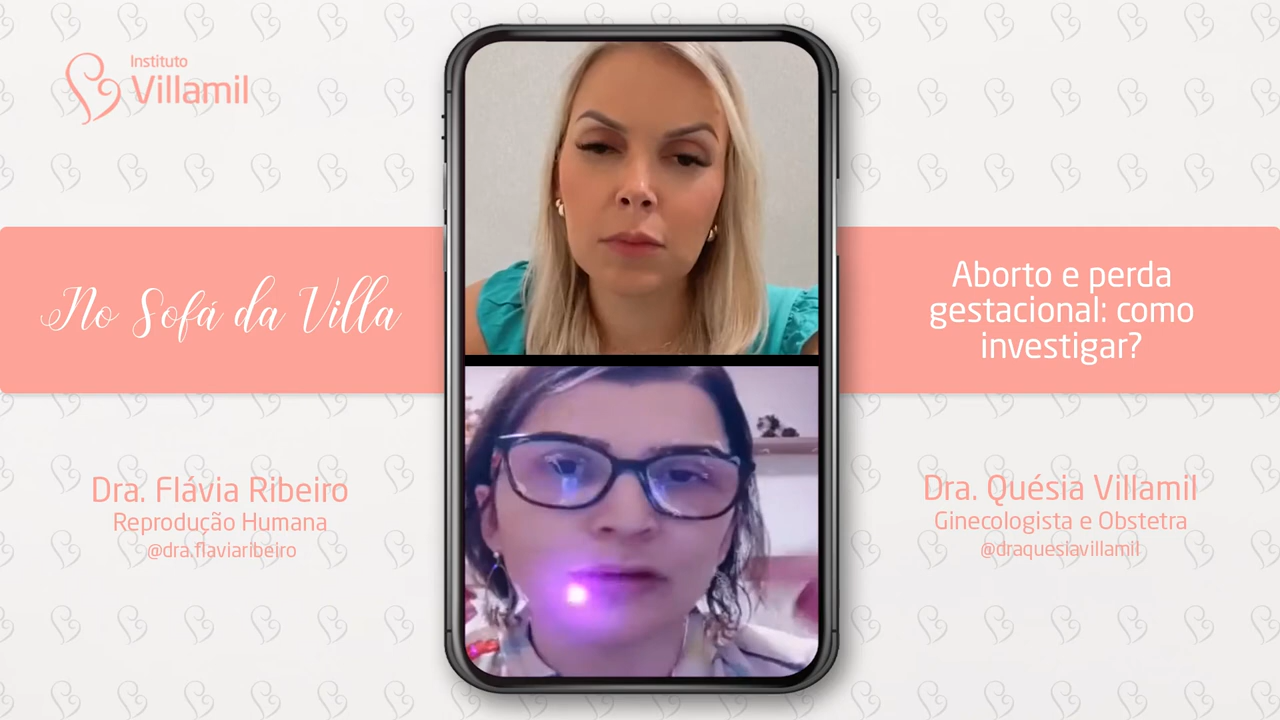 Instituto
Villamil
No Sofá da Villa
Aborto e perda
gestacional: como
investigar?
Dra. Flávia Ribeiro
Reprodução Humana
@dra.flaviaribeiro
Dra. Quésia Villamil
Ginecologista e Obstetra
@draquesiavillamil